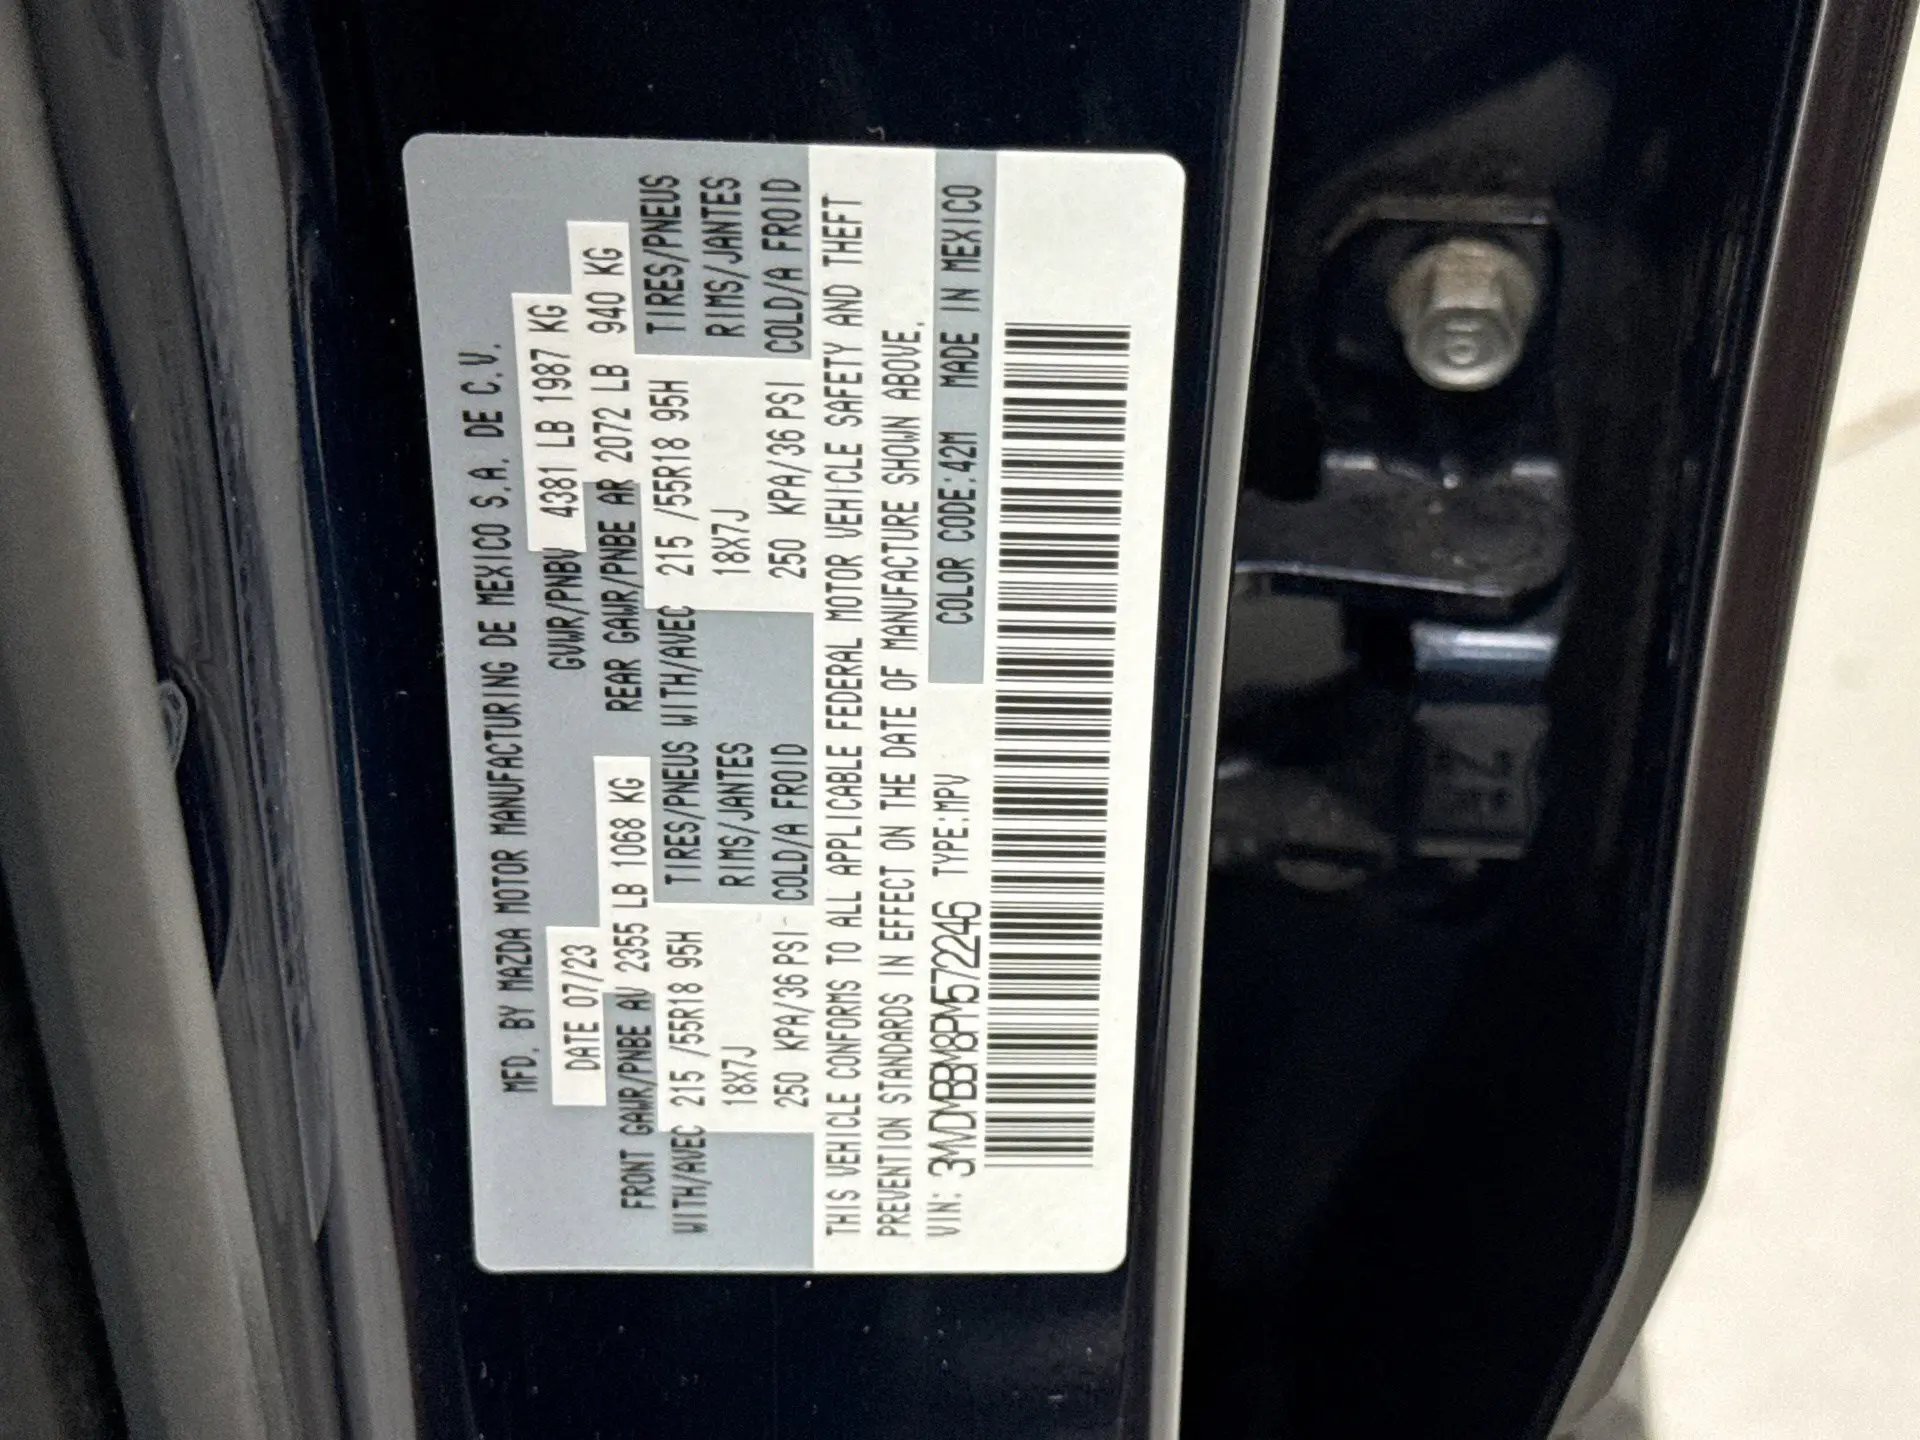 MFD. BY MAZDA MOTOR MANUFACTURING DE MEXICO S.A. DE C.V.
DATE 07/23 GVWR/PNBV 4381 LB 1987 KG
FRONT GAWR/PNBE AV 2355 LB 1068 KG REAR GAWR/PNBE AR 2072 LB 940 KG
WITH/AVEC 215 /55R18 95H TIRES/PNEUS WITH/AVEC 215 /55R18 95H TIRES/PNEUS
18X7J RIMS/JANTES 18X7J RIMS/JANTES
250 KPA/36 PSI COLD/A FROID 250 KPA/36 PSI COLD/A FROID
THIS VEHICLE CONFORMS TO ALL APPLICABLE FEDERAL MOTOR VEHICLE SAFETY AND THEFT
PREVENTION STANDARDS IN EFFECT ON THE DATE OF MANUFACTURE SHOWN ABOVE.
VIN: 3MVDMBBM8PM572246 TYPE:MPV COLOR CODE:42M MADE IN MEXICO